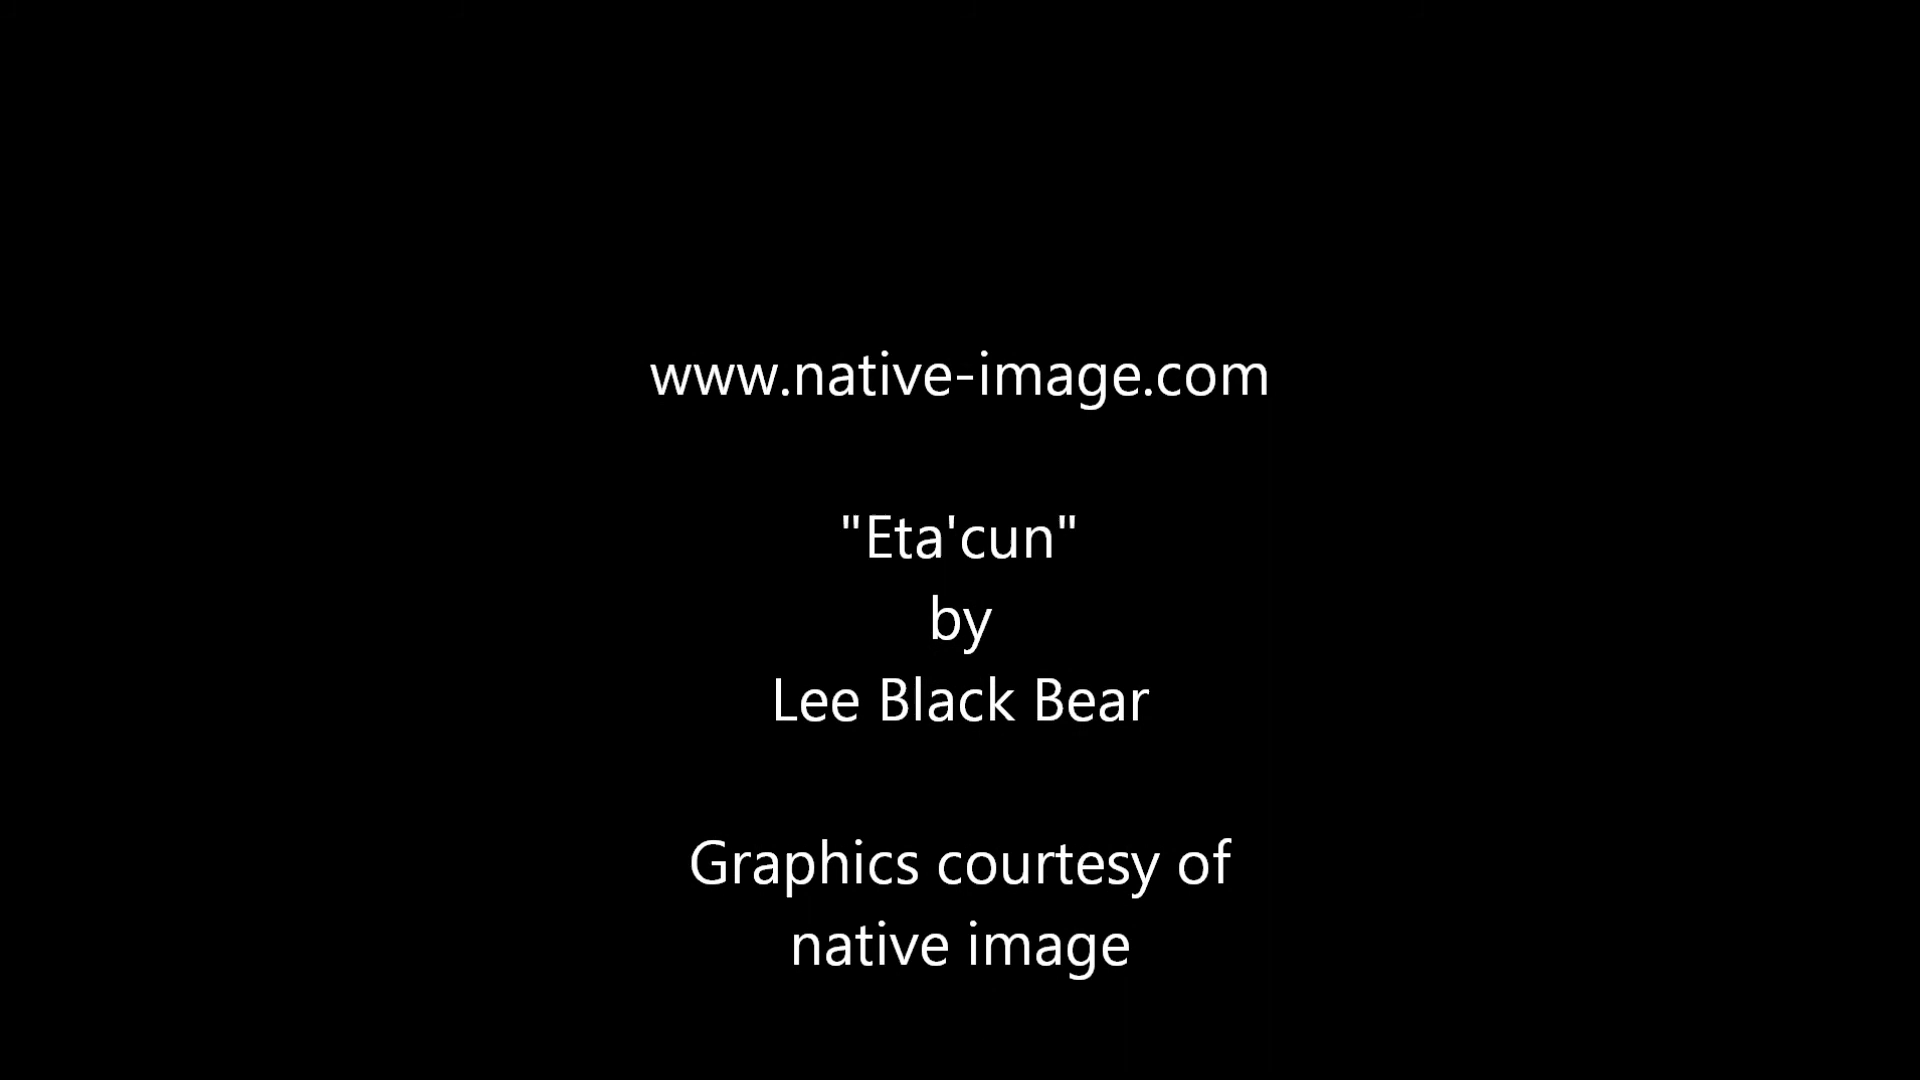 www.native-image.com
"Eta'cun"
by
Lee Black Bear
Graphics courtesy of
native image